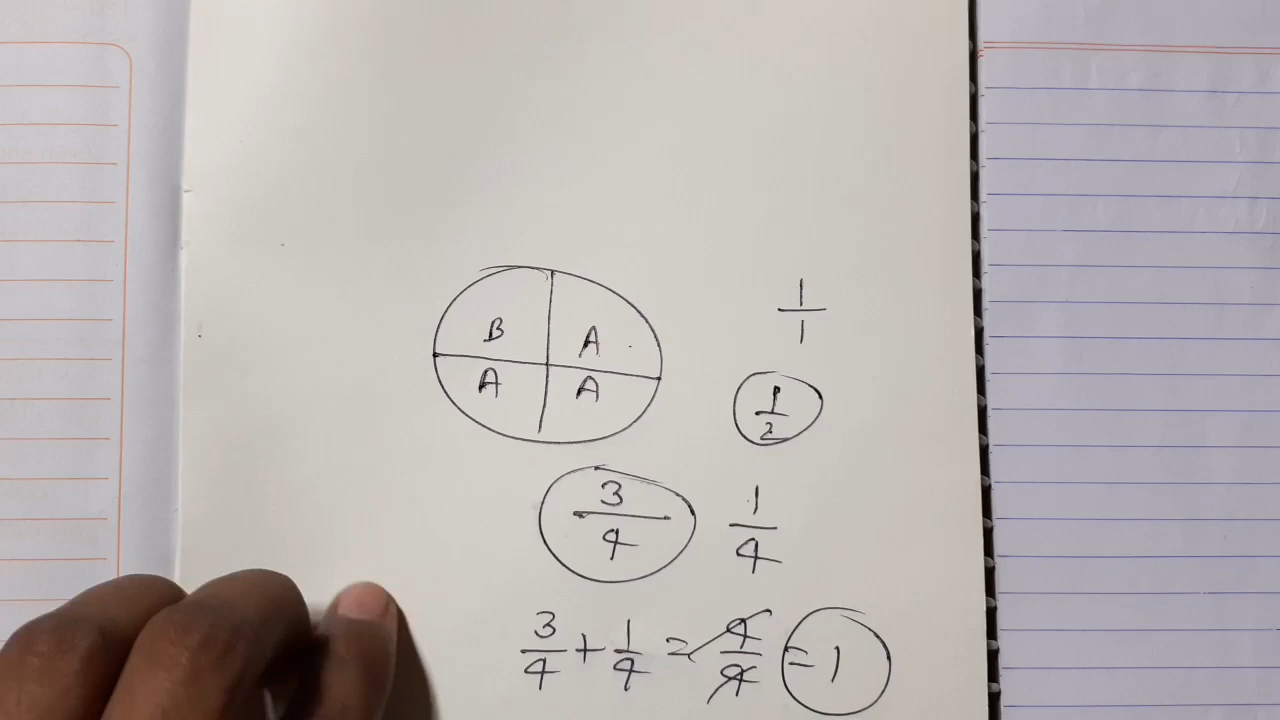 B A
A A
1/1
1/2
3/4 1/4
3/4 + 1/4 = 4/4 = 1